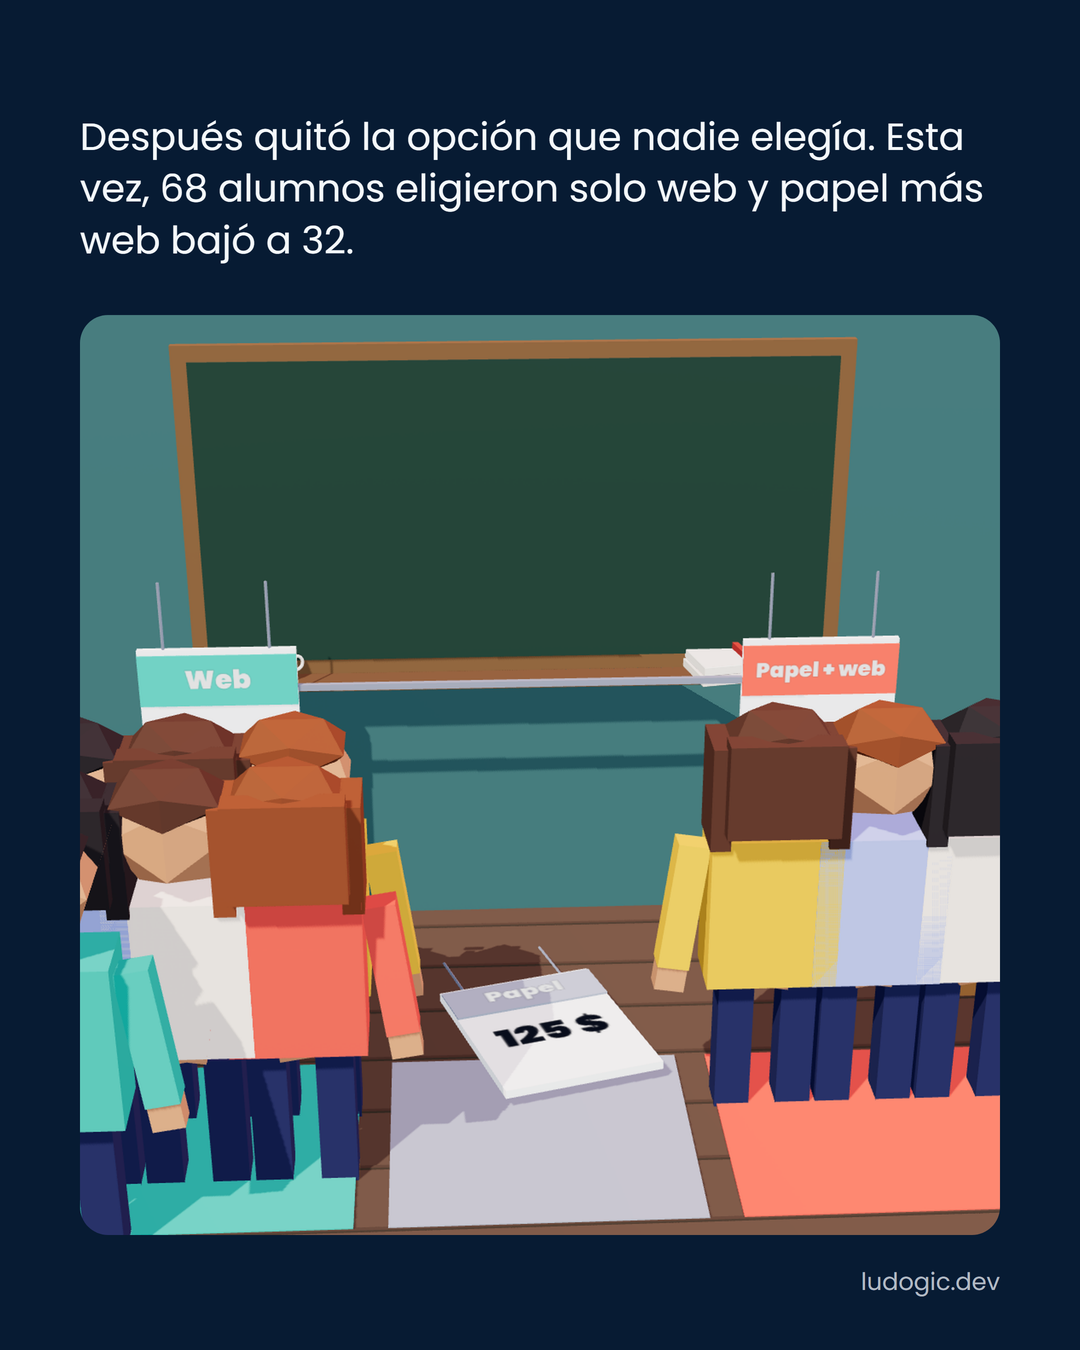 Después quitó la opción que nadie elegía. Esta
vez, 68 alumnos eligieron solo web y papel más
web bajó a 32.
Web
Papel + web
Papel
125 $
ludogic.dev